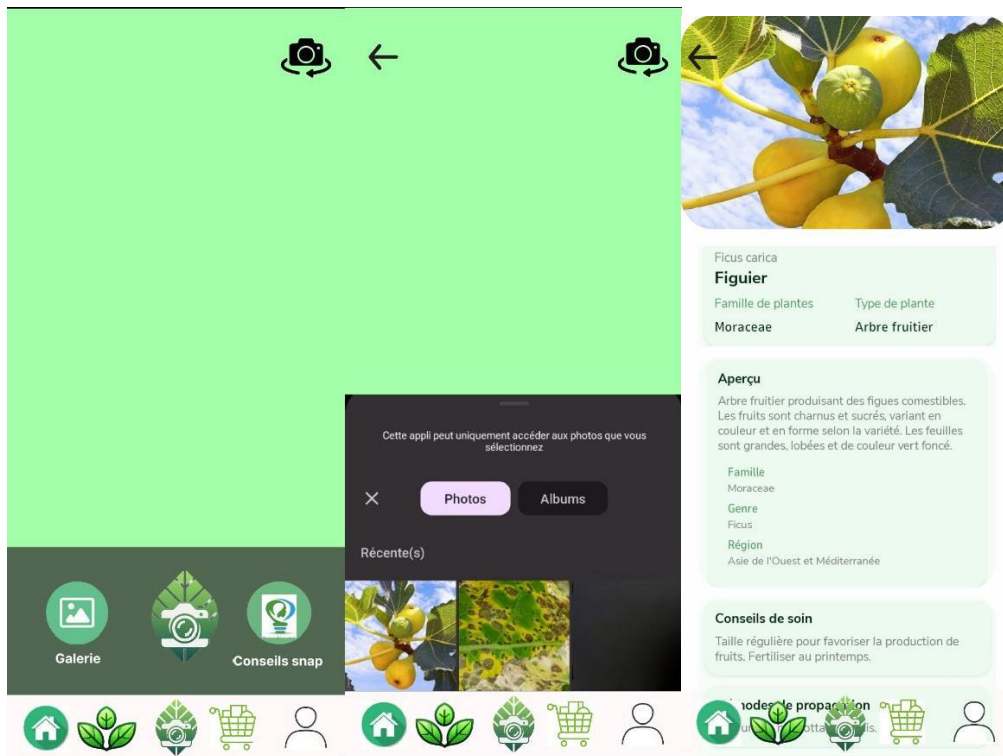 Galerie
Conseils snap
Cette appli peut uniquement accéder aux photos que vous
sélectionnez
Photos
Albums
Récente(s)
Ficus carica
Figuier
Famille de plantes
Type de plante
Moraceae
Arbre fruitier
Aperçu
Arbre fruitier produisant des figues comestibles.
Les fruits sont charnus et sucrés, variant en
couleur et en forme selon la variété. Les feuilles
sont grandes, lobées et de couleur vert foncé.
Famille
Moraceae
Genre
Ficus
Région
Asie de l'Ouest et Méditerranée
Conseils de soin
Taille régulière pour favoriser la production de
fruits. Fertiliser au printemps.